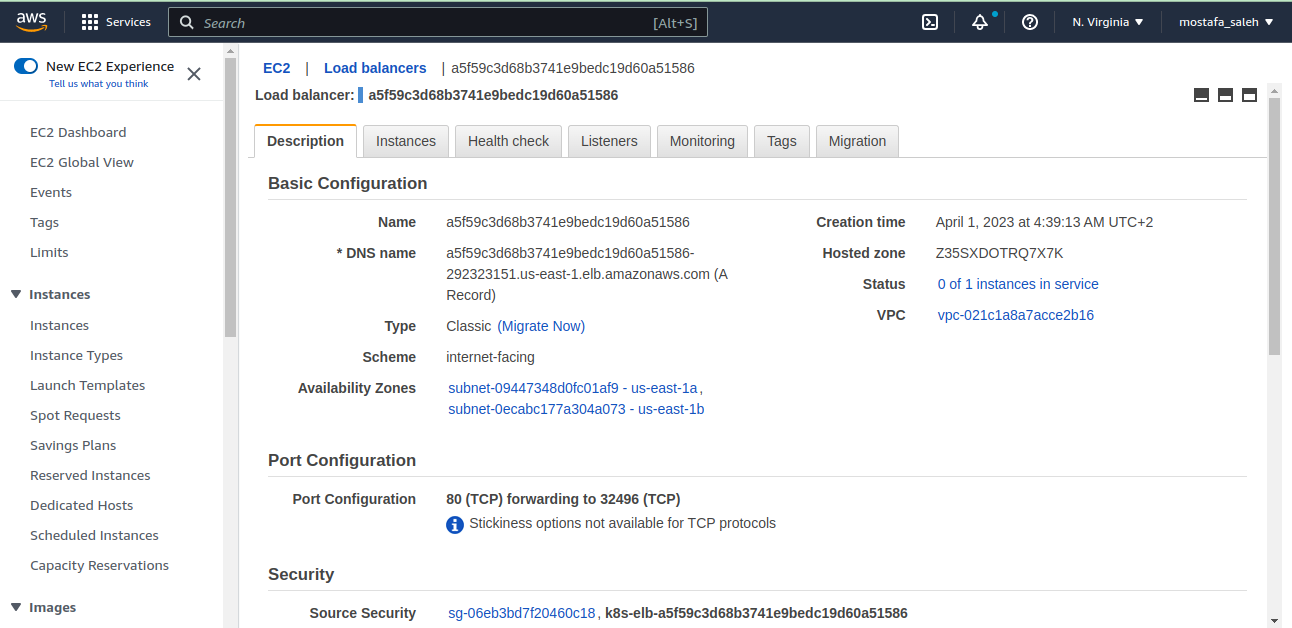 aws Services Search [Alt+S] N. Virginia mostafa_saleh
New EC2 Experience
Tell us what you think
EC2 Dashboard
EC2 Global View
Events
Tags
Limits
Instances
Instances
Instance Types
Launch Templates
Spot Requests
Savings Plans
Reserved Instances
Dedicated Hosts
Scheduled Instances
Capacity Reservations
Images
EC2 | Load balancers | a5f59c3d68b3741e9bedc19d60a51586
Load balancer: a5f59c3d68b3741e9bedc19d60a51586
Description Instances Health check Listeners Monitoring Tags Migration
Basic Configuration
Name a5f59c3d68b3741e9bedc19d60a51586
* DNS name a5f59c3d68b3741e9bedc19d60a51586-
292323151.us-east-1.elb.amazonaws.com (A
Record)
Type Classic (Migrate Now)
Scheme internet-facing
Availability Zones subnet-09447348d0fc01af9 - us-east-1a,
subnet-0ecabc177a304a073 - us-east-1b
Creation time April 1, 2023 at 4:39:13 AM UTC+2
Hosted zone Z35SXDOTRQ7X7K
Status 0 of 1 instances in service
VPC vpc-021c1a8a7acce2b16
Port Configuration
Port Configuration 80 (TCP) forwarding to 32496 (TCP)
Stickiness options not available for TCP protocols
Security
Source Security sg-06eb3bd7f20460c18, k8s-elb-a5f59c3d68b3741e9bedc19d60a51586